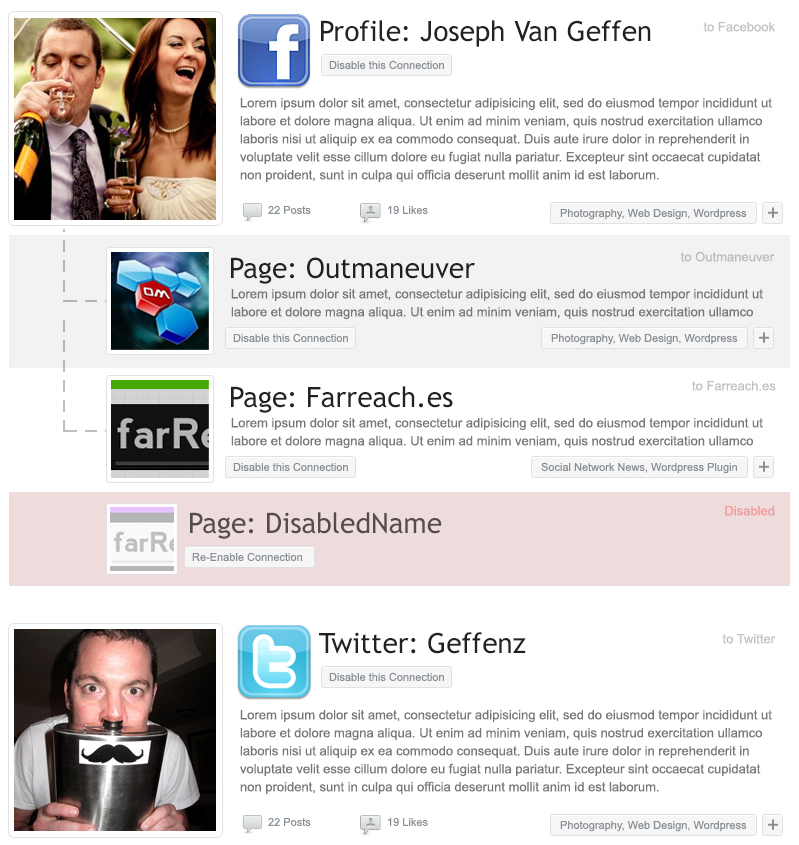 Profile: Joseph Van Geffen
to Facebook
Disable this Connection
Lorem ipsum dolor sit amet, consectetur adipisicing elit, sed do eiusmod tempor incididunt ut
labore et dolore magna aliqua. Ut enim ad minim veniam, quis nostrud exercitation ullamco
laboris nisi ut aliquip ex ea commodo consequat. Duis aute irure dolor in reprehenderit in
voluptate velit esse cillum dolore eu fugiat nulla pariatur. Excepteur sint occaecat cupidatat
non proident, sunt in culpa qui officia deserunt mollit anim id est laborum.
22 Posts
19 Likes
Photography, Web Design, Wordpress
+
OM
Page: Outmaneuver
to Outmaneuver
Lorem ipsum dolor sit amet, consectetur adipisicing elit, sed do eiusmod tempor incididunt ut
labore et dolore magna aliqua. Ut enim ad minim veniam, quis nostrud exercitation ullamco
Disable this Connection
Photography, Web Design, Wordpress
+
farRe
Page: Farreach.es
to Farreach.es
Lorem ipsum dolor sit amet, consectetur adipisicing elit, sed do eiusmod tempor incididunt ut
labore et dolore magna aliqua. Ut enim ad minim veniam, quis nostrud exercitation ullamco
Disable this Connection
Social Network News, Wordpress Plugin
+
farRe
Page: DisabledName
Disabled
Re-Enable Connection
Twitter: Geffenz
to Twitter
Disable this Connection
Lorem ipsum dolor sit amet, consectetur adipisicing elit, sed do eiusmod tempor incididunt ut
labore et dolore magna aliqua. Ut enim ad minim veniam, quis nostrud exercitation ullamco
laboris nisi ut aliquip ex ea commodo consequat. Duis aute irure dolor in reprehenderit in
voluptate velit esse cillum dolore eu fugiat nulla pariatur. Excepteur sint occaecat cupidatat
non proident, sunt in culpa qui officia deserunt mollit anim id est laborum.
22 Posts
19 Likes
Photography, Web Design, Wordpress
+